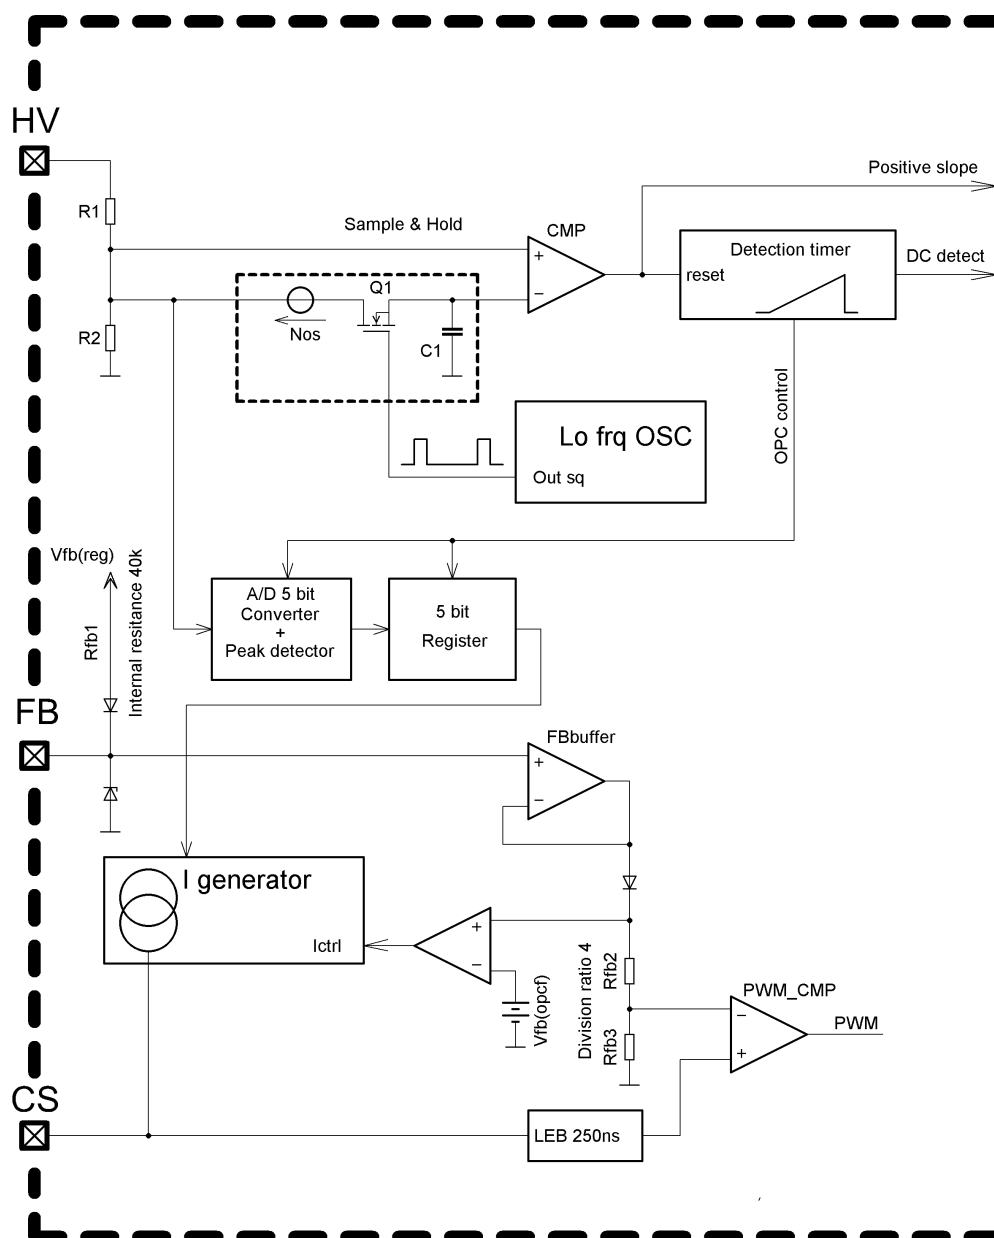 HV
Positive slope
R1
Sample & Hold
CMP
+
−
Detection timer
reset
DC detect
Q1
Nos
R2
C1
OPC control
Lo frq OSC
Out sq
Vfb(reg)
Rfb1
Internal resitance 40k
A/D 5 bit
Converter
+
Peak detector
5 bit
Register
FB
FBbuffer
+
−
I generator
Ictrl
+
−
Vfb(opcf)
Division ratio 4
Rfb2
Rfb3
PWM_CMP
−
+
PWM
CS
LEB 250ns